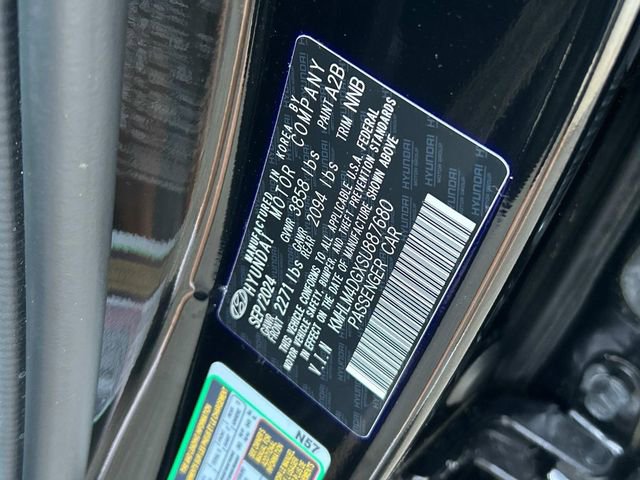 MANUFACTURED IN KOREA BY
HYUNDAI MOTOR COMPANY
SEP/2024 GVWR 3858 lbs PAINT A2B
GAWR FRONT 2271 lbs GAWR REAR 2094 lbs TRIM NNB
THIS VEHICLE CONFORMS TO ALL APPLICABLE U.S.A. FEDERAL
MOTOR VEHICLE SAFETY, BUMPER, AND THEFT PREVENTION STANDARDS
IN EFFECT ON THE DATE OF MANUFACTURE SHOWN ABOVE
V.I.N KMHLM4DGXSU887680
PASSENGER CAR
N57